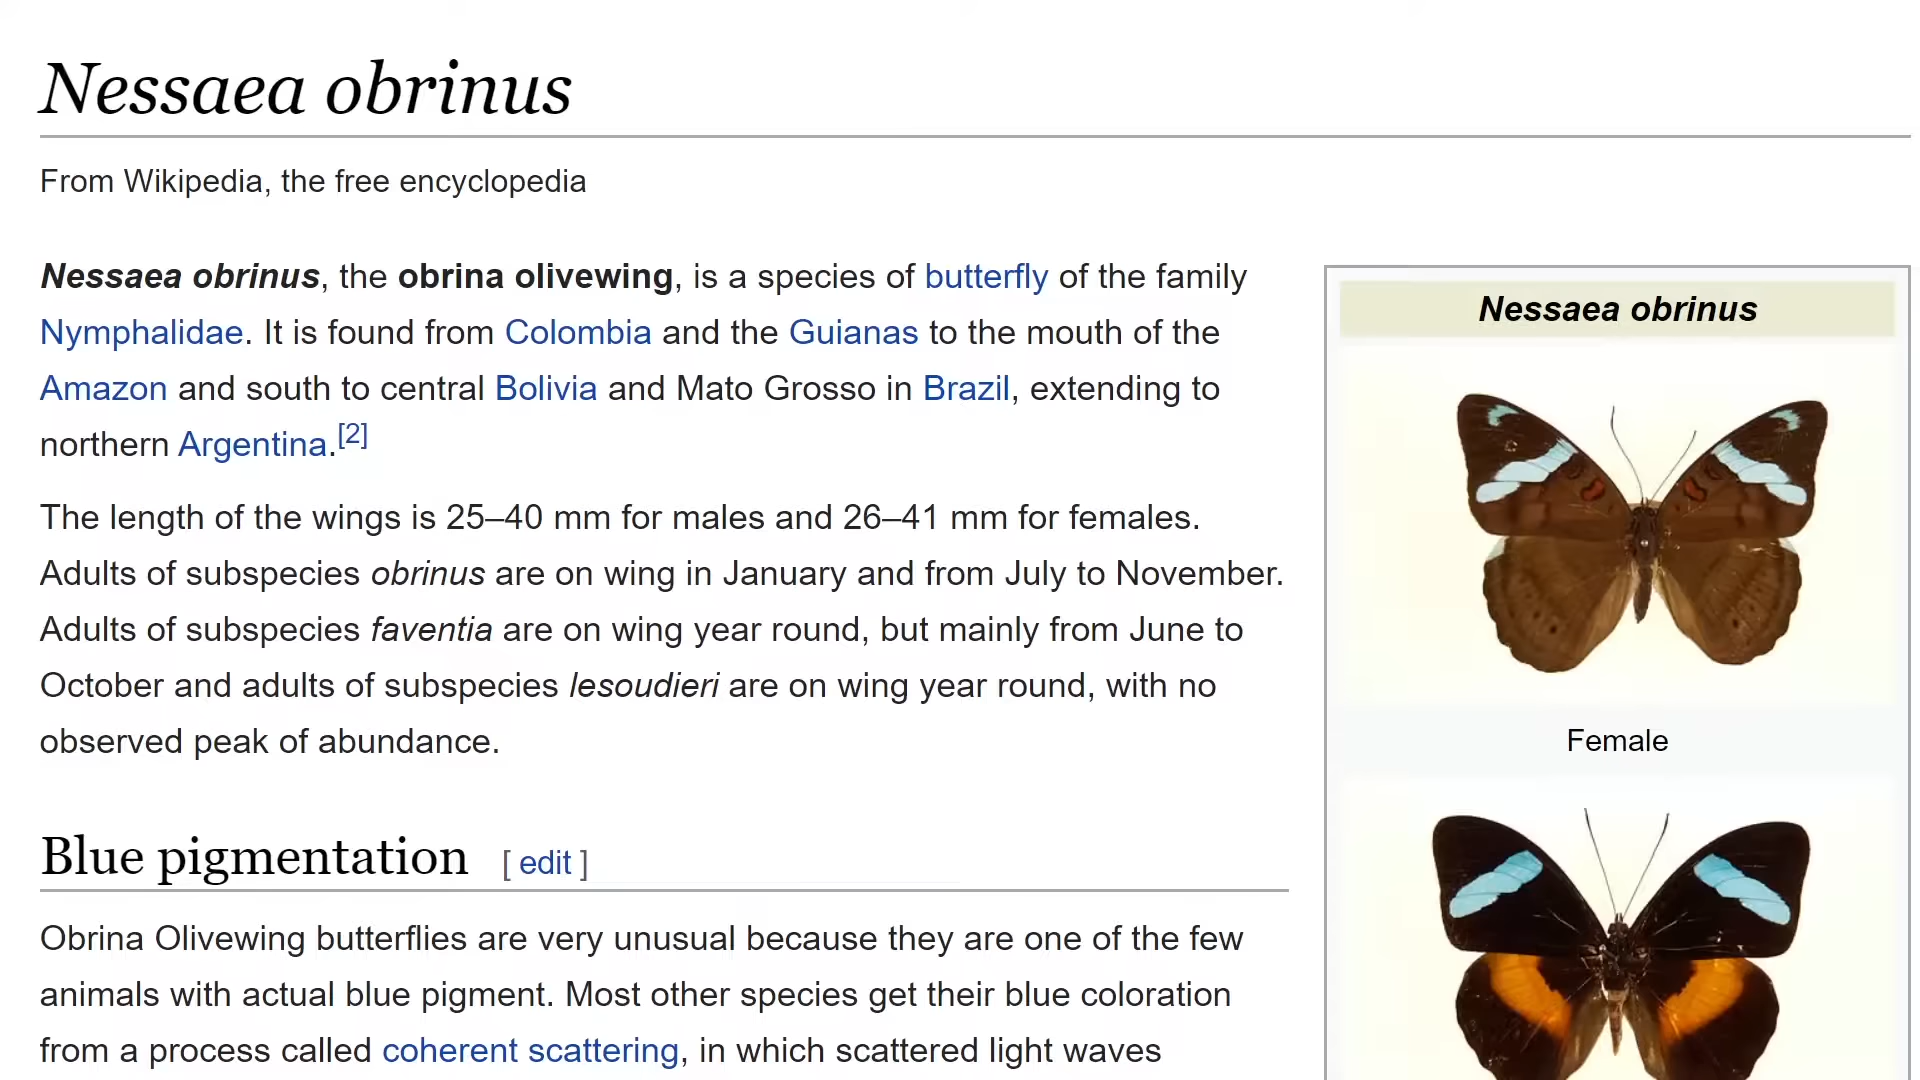 Nessaea obrinus
From Wikipedia, the free encyclopedia
Nessaea obrinus, the obrina olivewing, is a species of butterfly of the family
Nymphalidae. It is found from Colombia and the Guianas to the mouth of the
Amazon and south to central Bolivia and Mato Grosso in Brazil, extending to
northern Argentina.[2]
The length of the wings is 25–40 mm for males and 26–41 mm for females.
Adults of subspecies obrinus are on wing in January and from July to November.
Adults of subspecies faventia are on wing year round, but mainly from June to
October and adults of subspecies lesoudieri are on wing year round, with no
observed peak of abundance.
Blue pigmentation [ edit ]
Obrina Olivewing butterflies are very unusual because they are one of the few
animals with actual blue pigment. Most other species get their blue coloration
from a process called coherent scattering, in which scattered light waves
Nessaea obrinus
Female